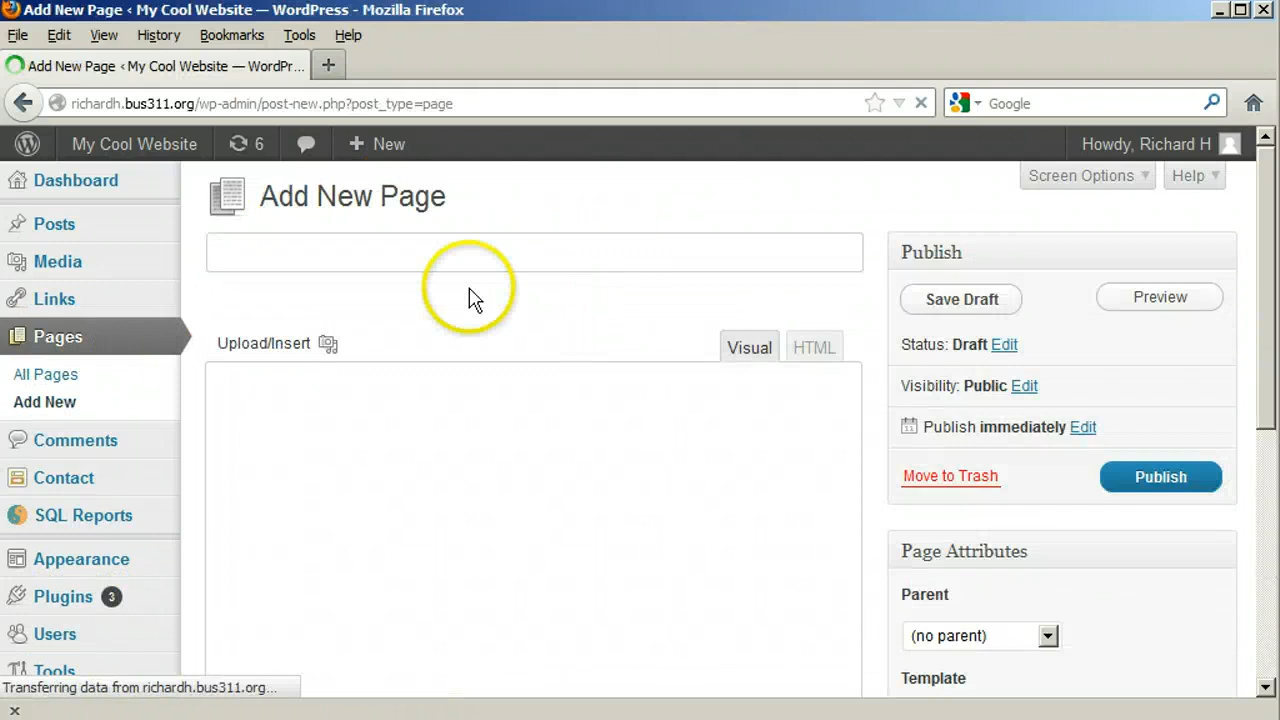 Add New Page ‹ My Cool Website — WordPress - Mozilla Firefox
File Edit View History Bookmarks Tools Help
Add New Page ‹ My Cool Website — WordPr...
richardh.bus311.org/wp-admin/post-new.php?post_type=page
Google
My Cool Website 6 + New Howdy, Richard H
Screen Options Help
Dashboard
Posts
Media
Links
Pages
All Pages
Add New
Comments
Contact
SQL Reports
Appearance
Plugins 3
Users
Tools
Add New Page
Upload/Insert Visual HTML
Publish
Save Draft Preview
Status: Draft Edit
Visibility: Public Edit
Publish immediately Edit
Move to Trash Publish
Page Attributes
Parent
(no parent)
Template
Transferring data from richardh.bus311.org...